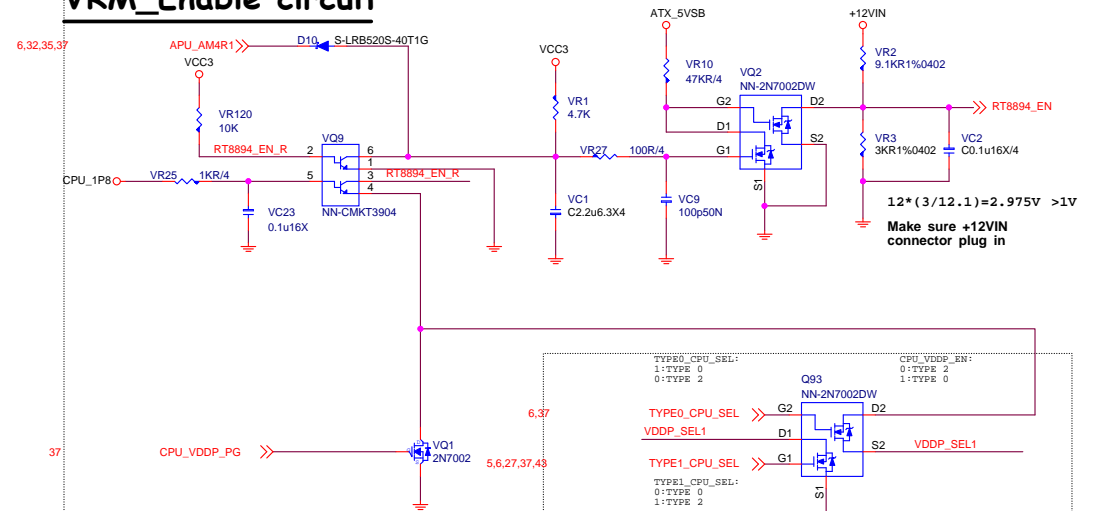 VRM_Enable circuit
ATX_5VSB
+12VIN
6,32,35,37
APU_AM4R1
D10
S-LRB520S-40T1G
VCC3
VCC3
VR10
47KR/4
VQ2
NN-2N7002DW
VR2
9.1KR1%0402
VR120
10K
VR1
4.7K
G2
D2
RT8894_EN
D1
S2
VQ9
RT8894_EN_R
2
6
1
VR27
100R/4
G1
VR3
3KR1%0402
VC2
C0.1u16X/4
CPU_1P8
VR25
1KR/4
5
3
RT8894_EN_R
4
S1
NN-CMKT3904
VC23
0.1u16X
VC1
C2.2u6.3X4
VC9
100p50N
12*(3/12.1)=2.975V >1V
Make sure +12VIN
connector plug in
TYPE0_CPU_SEL:
1:TYPE 0
0:TYPE 2
CPU_VDDP_EN:
0:TYPE 2
1:TYPE 0
Q93
NN-2N7002DW
6,37
TYPE0_CPU_SEL
G2
D2
VDDP_SEL1
D1
S2
VDDP_SEL1
37
CPU_VDDP_PG
VQ1
2N7002
5,6,27,37,43
TYPE1_CPU_SEL
G1
S1
TYPE1_CPU_SEL:
0:TYPE 0
1:TYPE 2